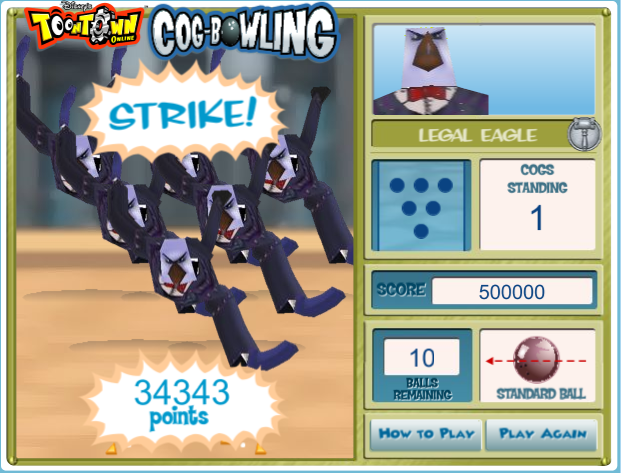 Disney's
TOONTOWN
ONLINE
COG-BOWLING
STRIKE!
34343
points
LEGAL EAGLE
COGS
STANDING
1
SCORE
500000
10
BALLS
REMAINING
STANDARD BALL
HOW TO PLAY
PLAY AGAIN